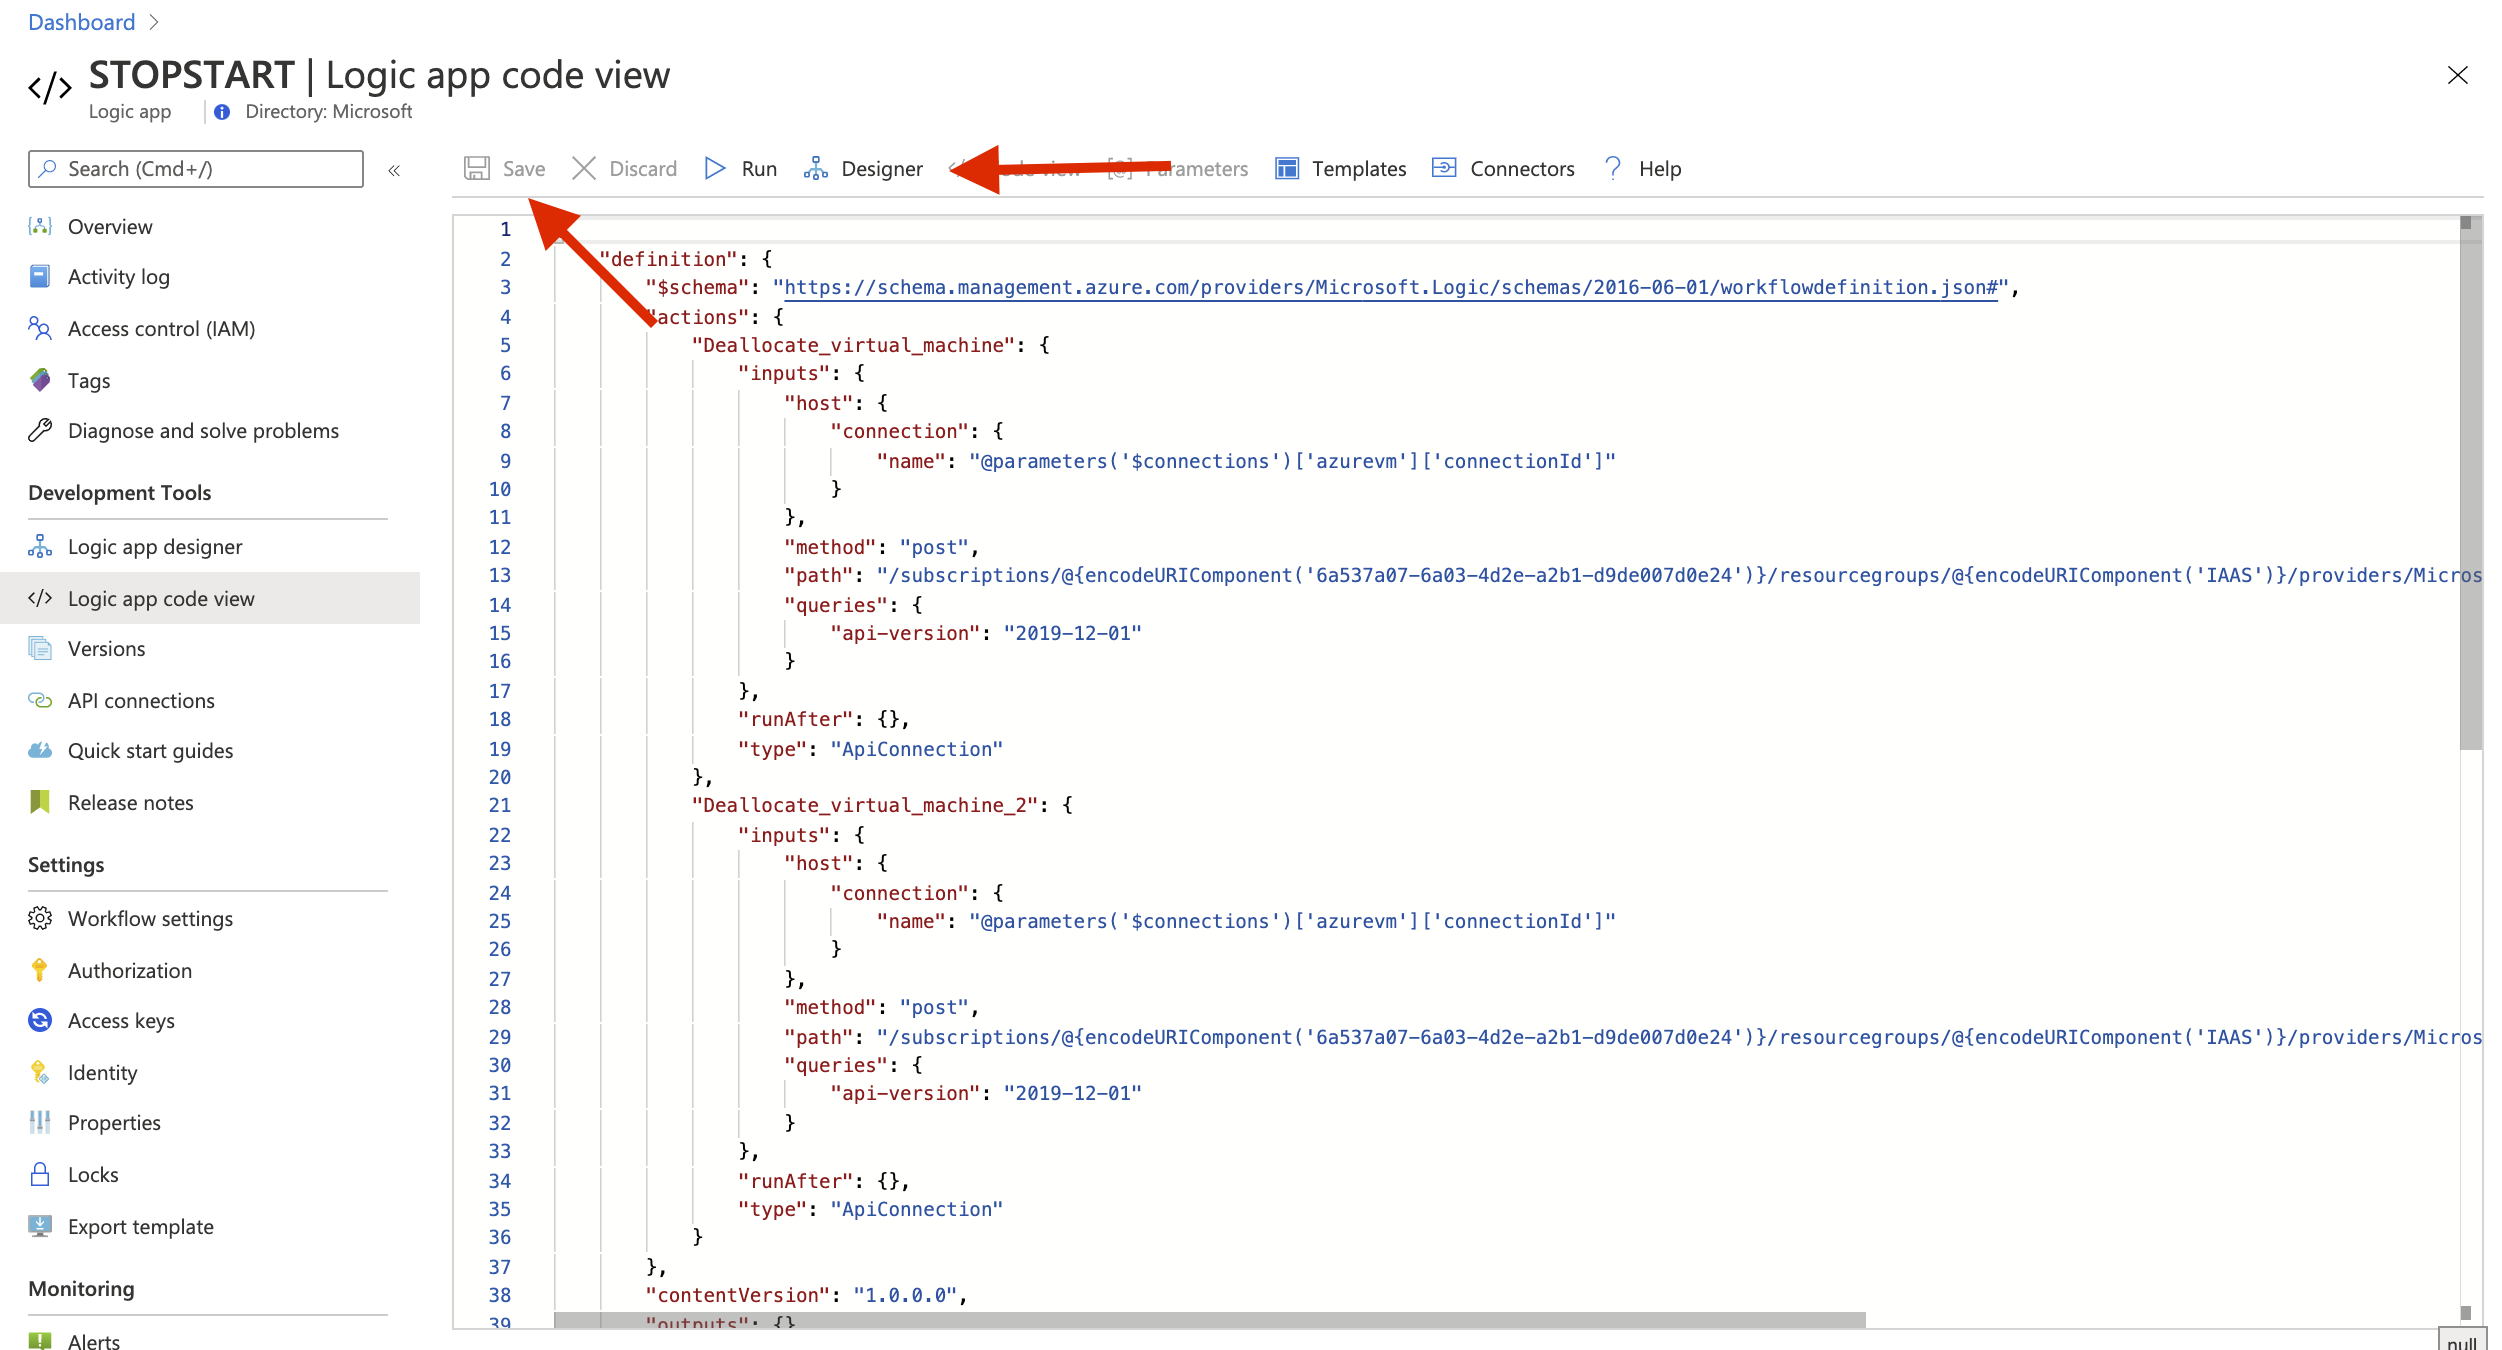 Dashboard
STOPSTART | Logic app code view
Logic app
Directory: Microsoft
Search (Cmd+/)
«
Save Discard Run Designer Parameters Templates Connectors ? Help
Overview
Activity log
Access control (IAM)
Tags
Diagnose and solve problems
Development Tools
Logic app designer
</> Logic app code view
Versions
API connections
Quick start guides
Release notes
Settings
Workflow settings
Authorization
Access keys
Identity
Properties
Locks
Export template
Monitoring
Alerts
1
2 "definition": {
3 "$schema": "https://schema.management.azure.com/providers/Microsoft.Logic/schemas/2016-06-01/workflowdefinition.json#",
4 "actions": {
5 "Deallocate_virtual_machine": {
6 "inputs": {
7 "host": {
8 "connection": {
9 "name": "@parameters('$connections')['azurevm']['connectionId']"
10 }
11 },
12 "method": "post",
13 "path": "/subscriptions/@{encodeURIComponent('6a537a07-6a03-4d2e-a2b1-d9de007d0e24')}/resourcegroups/@{encodeURIComponent('IAAS')}/providers/Micros
14 "queries": {
15 "api-version": "2019-12-01"
16 }
17 },
18 "runAfter": {},
19 "type": "ApiConnection"
20 },
21 "Deallocate_virtual_machine_2": {
22 "inputs": {
23 "host": {
24 "connection": {
25 "name": "@parameters('$connections')['azurevm']['connectionId']"
26 }
27 },
28 "method": "post",
29 "path": "/subscriptions/@{encodeURIComponent('6a537a07-6a03-4d2e-a2b1-d9de007d0e24')}/resourcegroups/@{encodeURIComponent('IAAS')}/providers/Micros
30 "queries": {
31 "api-version": "2019-12-01"
32 }
33 },
34 "runAfter": {},
35 "type": "ApiConnection"
36 }
37 },
38 "contentVersion": "1.0.0.0",
39 "outputs": {}
null